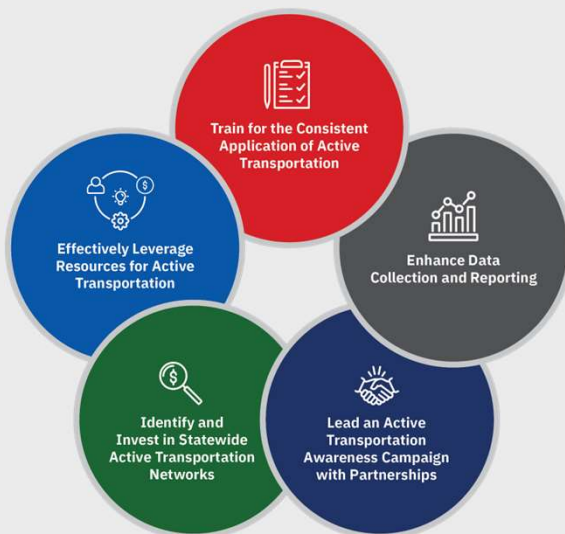 Train for the Consistent
Application of Active
Transportation
Effectively Leverage
Resources for Active
Transportation
Enhance Data
Collection and Reporting
Identify and
Invest in Statewide
Active Transportation
Networks
Lead an Active
Transportation
Awareness Campaign
with Partnerships